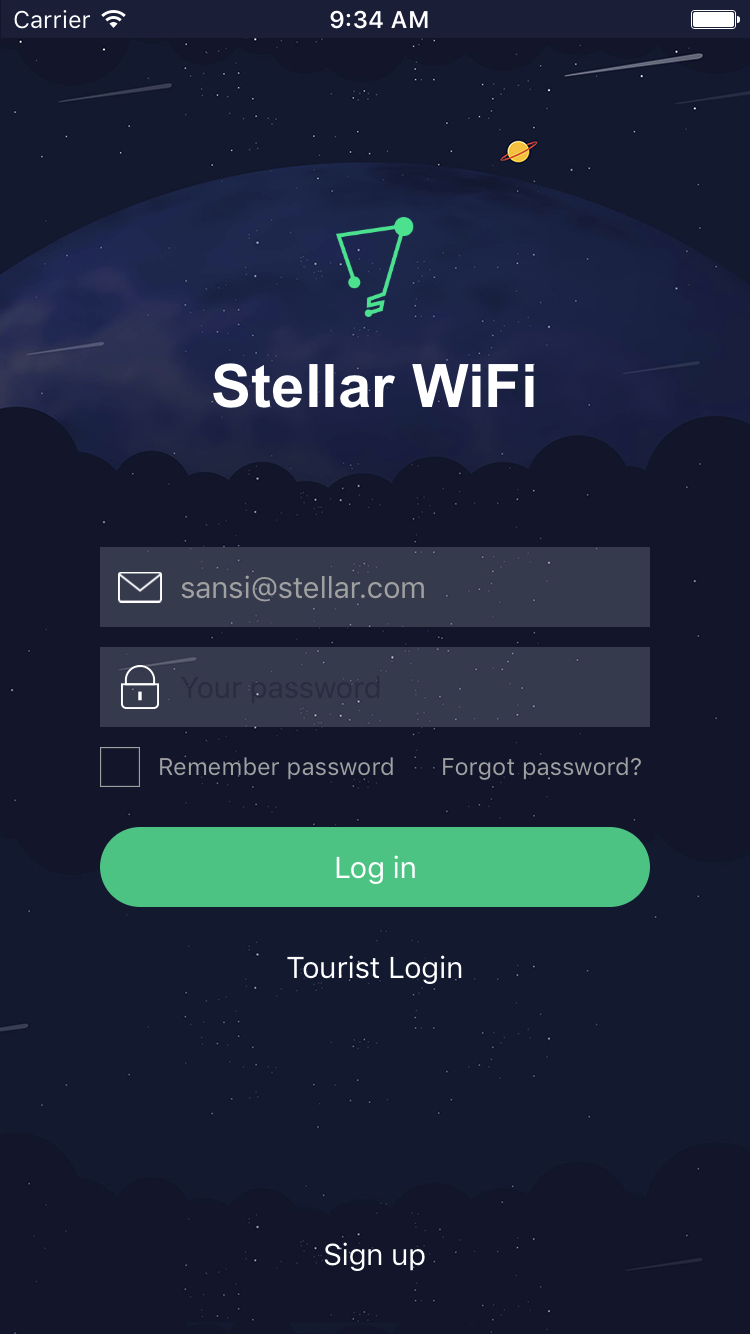 Carrier 9:34 AM
Stellar WiFi
sansi@stellar.com
Your password
Remember password Forgot password?
Log in
Tourist Login
Sign up